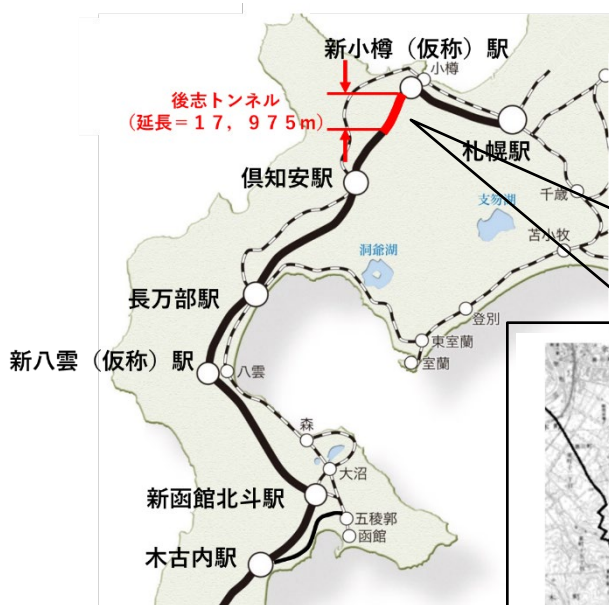 新小樽（仮称）駅
小樽
後志トンネル
（延長＝１７，９７５ｍ）
札幌駅
倶知安駅
千歳
支笏湖
苫小牧
洞爺湖
長万部駅
登別
東室蘭
室蘭
新八雲（仮称）駅
八雲
森
大沼
新函館北斗駅
五稜郭
函館
木古内駅